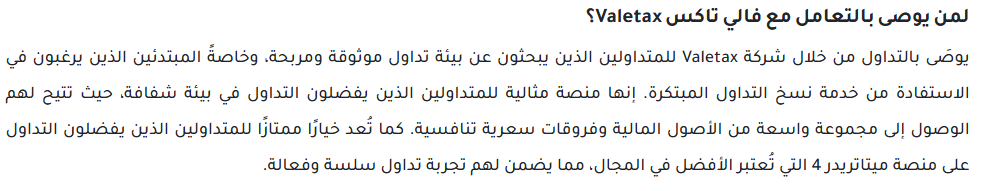 لمن يوصى بالتعامل مع فالي تاكس Valetax؟
يوصَى بالتداول من خلال شركة Valetax للمتداولين الذين يبحثون عن بيئة تداول موثوقة ومربحة، وخاصةً المبتدئين الذين يرغبون في
الاستفادة من خدمة نسخ التداول المبتكرة. إنها منصة مثالية للمتداولين الذين يفضلون التداول في بيئة شفافة، حيث تتيح لهم
الوصول إلى مجموعة واسعة من الأصول المالية وفروقات سعرية تنافسية. كما تُعد خيارًا ممتازًا للمتداولين الذين يفضلون التداول
على منصة ميتاتريدر 4 التي تُعتبر الأفضل في المجال، مما يضمن لهم تجربة تداول سلسة وفعالة.